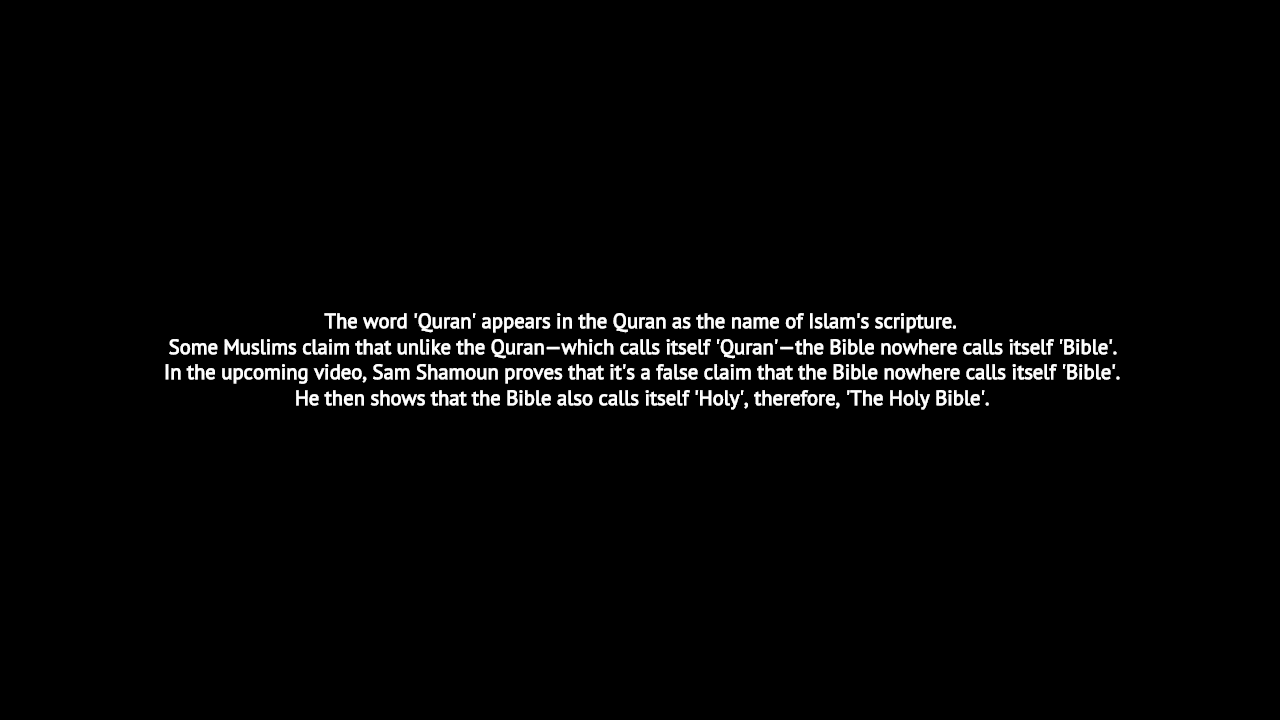 The word 'Quran' appears in the Quran as the name of Islam's scripture.
Some Muslims claim that unlike the Quran—which calls itself 'Quran'—the Bible nowhere calls itself 'Bible'.
In the upcoming video, Sam Shamoun proves that it's a false claim that the Bible nowhere calls itself 'Bible'.
He then shows that the Bible also calls itself 'Holy', therefore, 'The Holy Bible'.